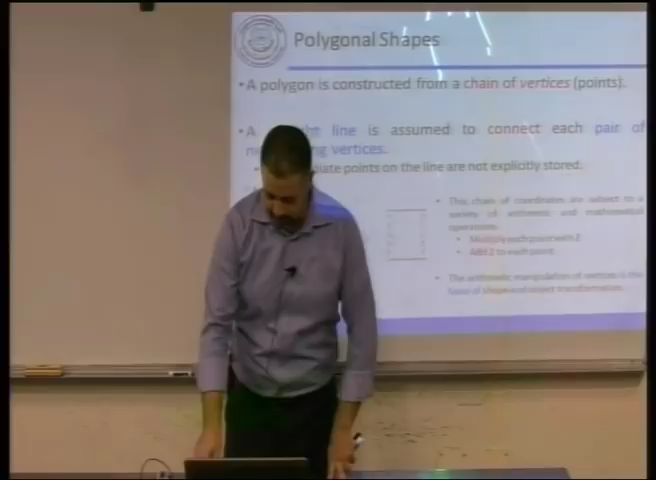 Polygonal Shapes
•A polygon is constructed from a chain of vertices (points).
•A line is assumed to connect each pair of
vertices.
points on the line are not explicitly stored.
• This chain of coordinates are subject to a
variety of arithmetic and mathematical
operations.
• Multiply each point with 2
• Add 2 to each point.
• The arithmetic manipulation of vertices is the
basis of shape and object transformation.